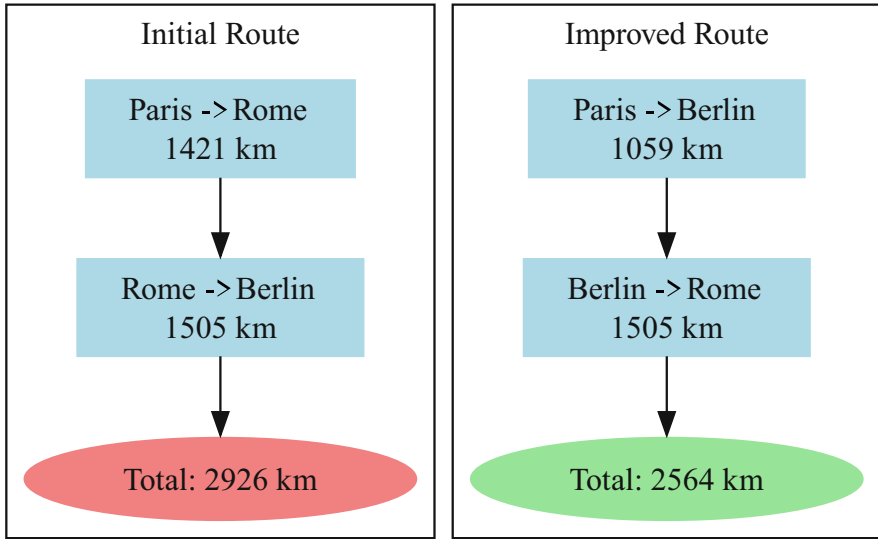 Initial Route
Paris -> Rome
1421 km
Rome -> Berlin
1505 km
Total: 2926 km
Improved Route
Paris -> Berlin
1059 km
Berlin -> Rome
1505 km
Total: 2564 km